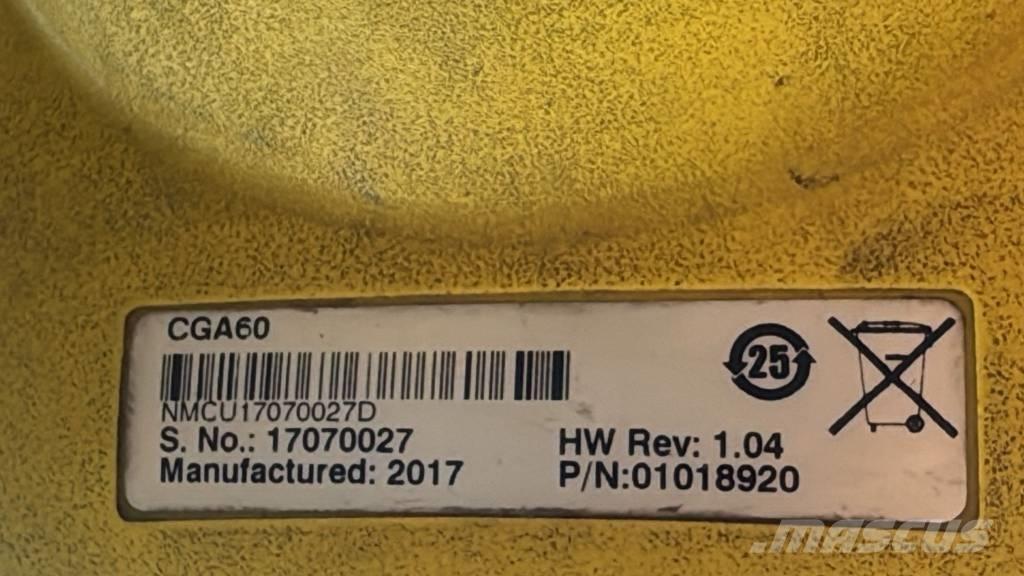 CGA60
NMCU17070027D
S. No.: 17070027
Manufactured: 2017
25
HW Rev: 1.04
P/N:01018920
MASCUS